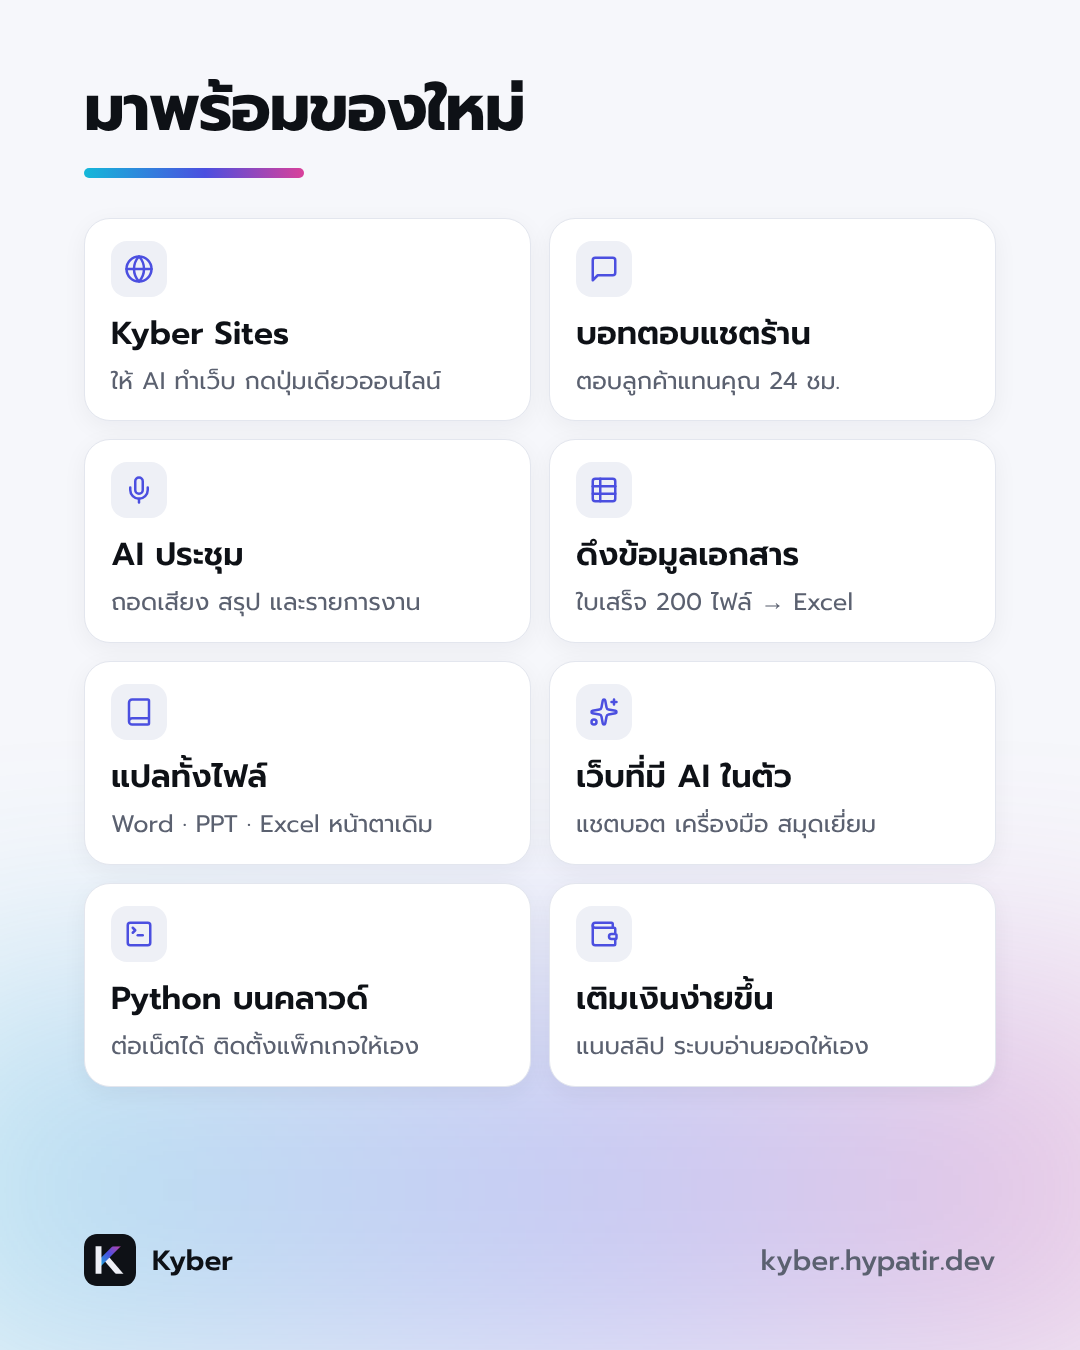 มาพร้อมของใหม่
Kyber Sites
ให้ AI ทำเว็บ กดปุ่มเดียวออนไลน์
บอทตอบแชตร้าน
ตอบลูกค้าแทนคุณ 24 ชม.
AI ประชุม
ถอดเสียง สรุป และรายการงาน
ดึงข้อมูลเอกสาร
ใบเสร็จ 200 ไฟล์ → Excel
แปลทั้งไฟล์
Word · PPT · Excel หน้าตาเดิม
เว็บที่มี AI ในตัว
แชตบอต เครื่องมือ สมุดเยี่ยม
Python บนคลาวด์
ต่อเน็ตได้ ติดตั้งแพ็กเกจให้เอง
เติมเงินง่ายขึ้น
แนบสลิป ระบบอ่านยอดให้เอง
K Kyber
kyber.hypatir.dev